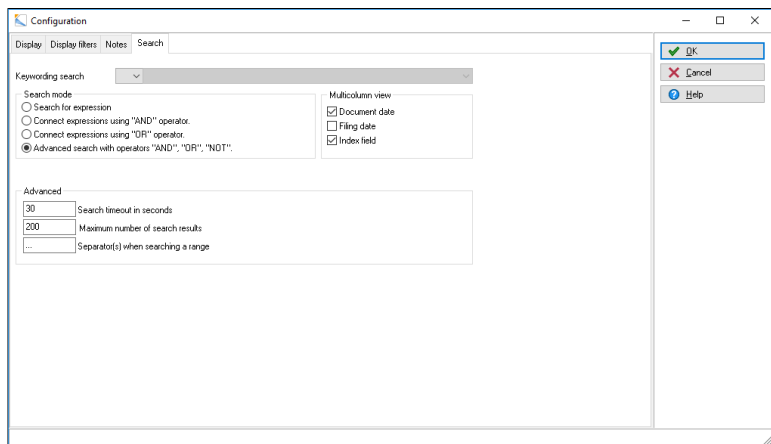 Configuration
Display Display filters Notes Search
OK
Cancel
Help
Keywording search
Search mode
Search for expression
Connect expressions using "AND" operator.
Connect expressions using "OR" operator.
Advanced search with operators "AND", "OR", "NOT".
Multicolumn view
Document date
Filing date
Index field
Advanced
30 Search timeout in seconds
200 Maximum number of search results
... Separator(s) when searching a range